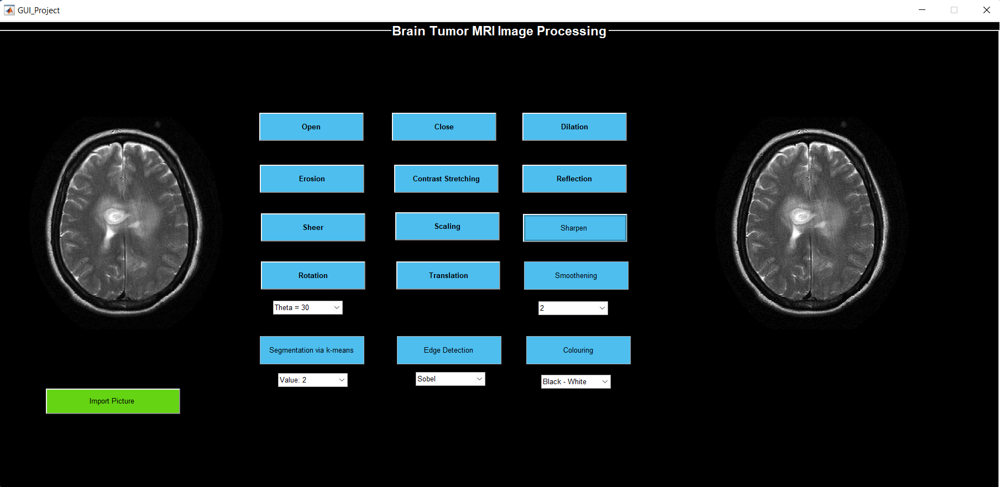 GUI_Project
Brain Tumor MRI Image Processing
Open
Close
Dilation
Erosion
Contrast Stretching
Reflection
Sheer
Scaling
Sharpen
Rotation
Translation
Smoothening
Theta = 30
2
Segmentation via k-means
Edge Detection
Colouring
Value: 2
Sobel
Black - White
Import Picture